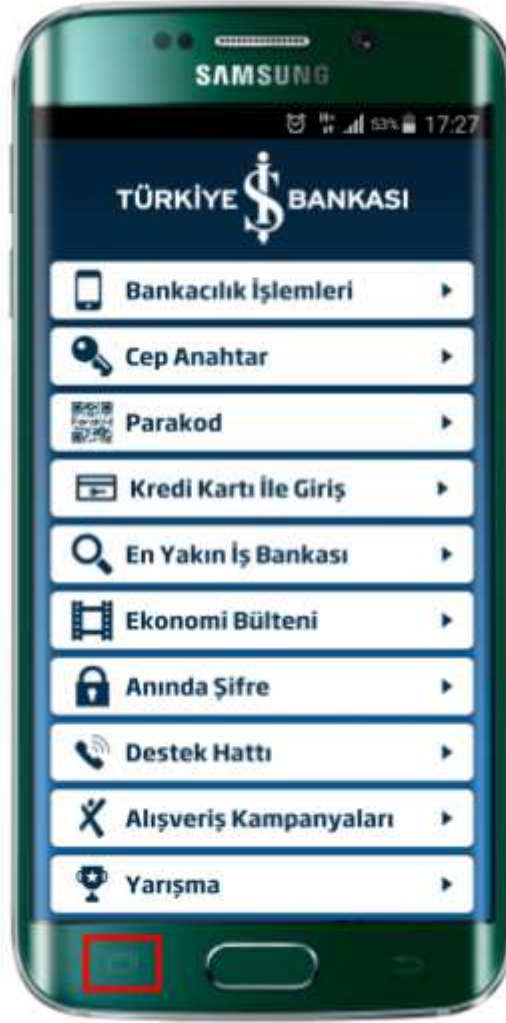 SAMSUNG
53% 17:27
TÜRKİYE İŞ BANKASI
Bankacılık İşlemleri
Cep Anahtar
Parakod
Kredi Kartı İle Giriş
En Yakın İş Bankası
Ekonomi Bülteni
Anında Şifre
Destek Hattı
Alışveriş Kampanyaları
Yarışma